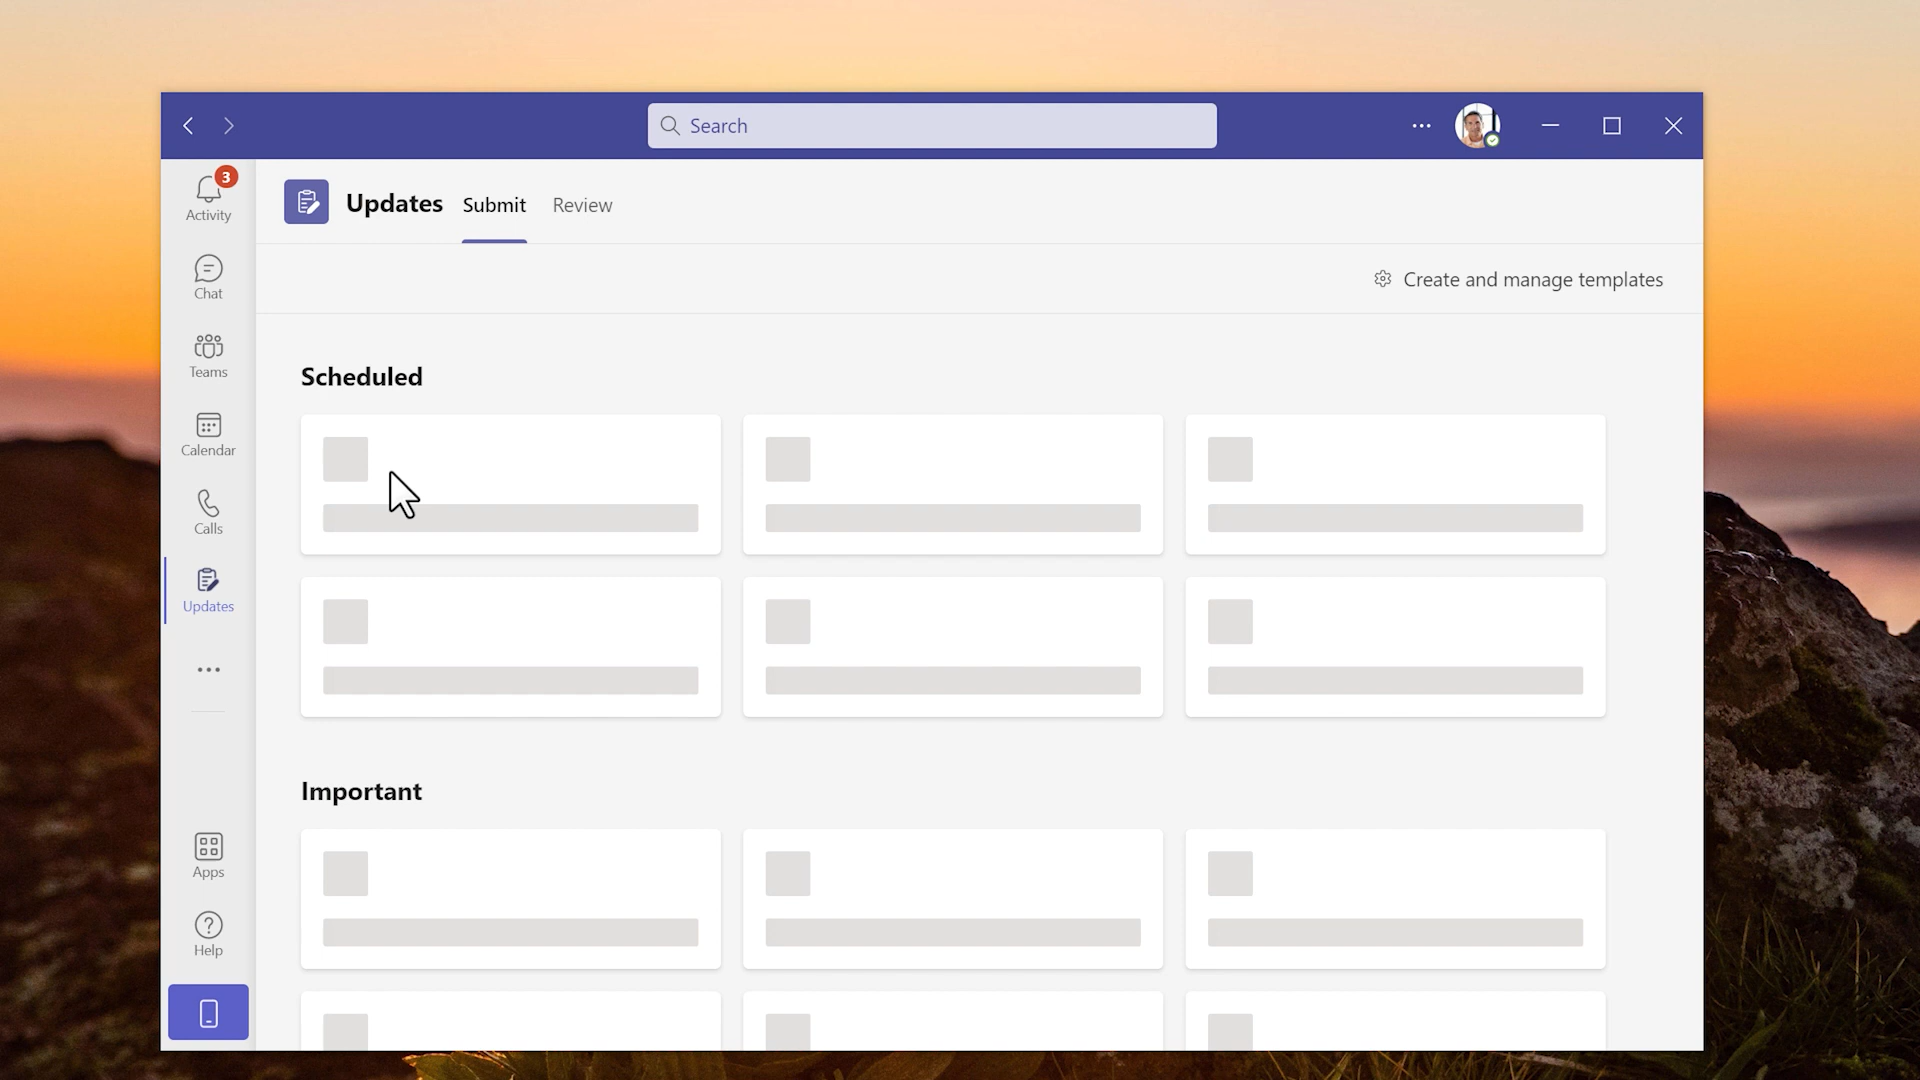 Search
3
Activity
Chat
Teams
Calendar
Calls
Updates
Apps
Help
Updates
Submit
Review
Create and manage templates
Scheduled
Important